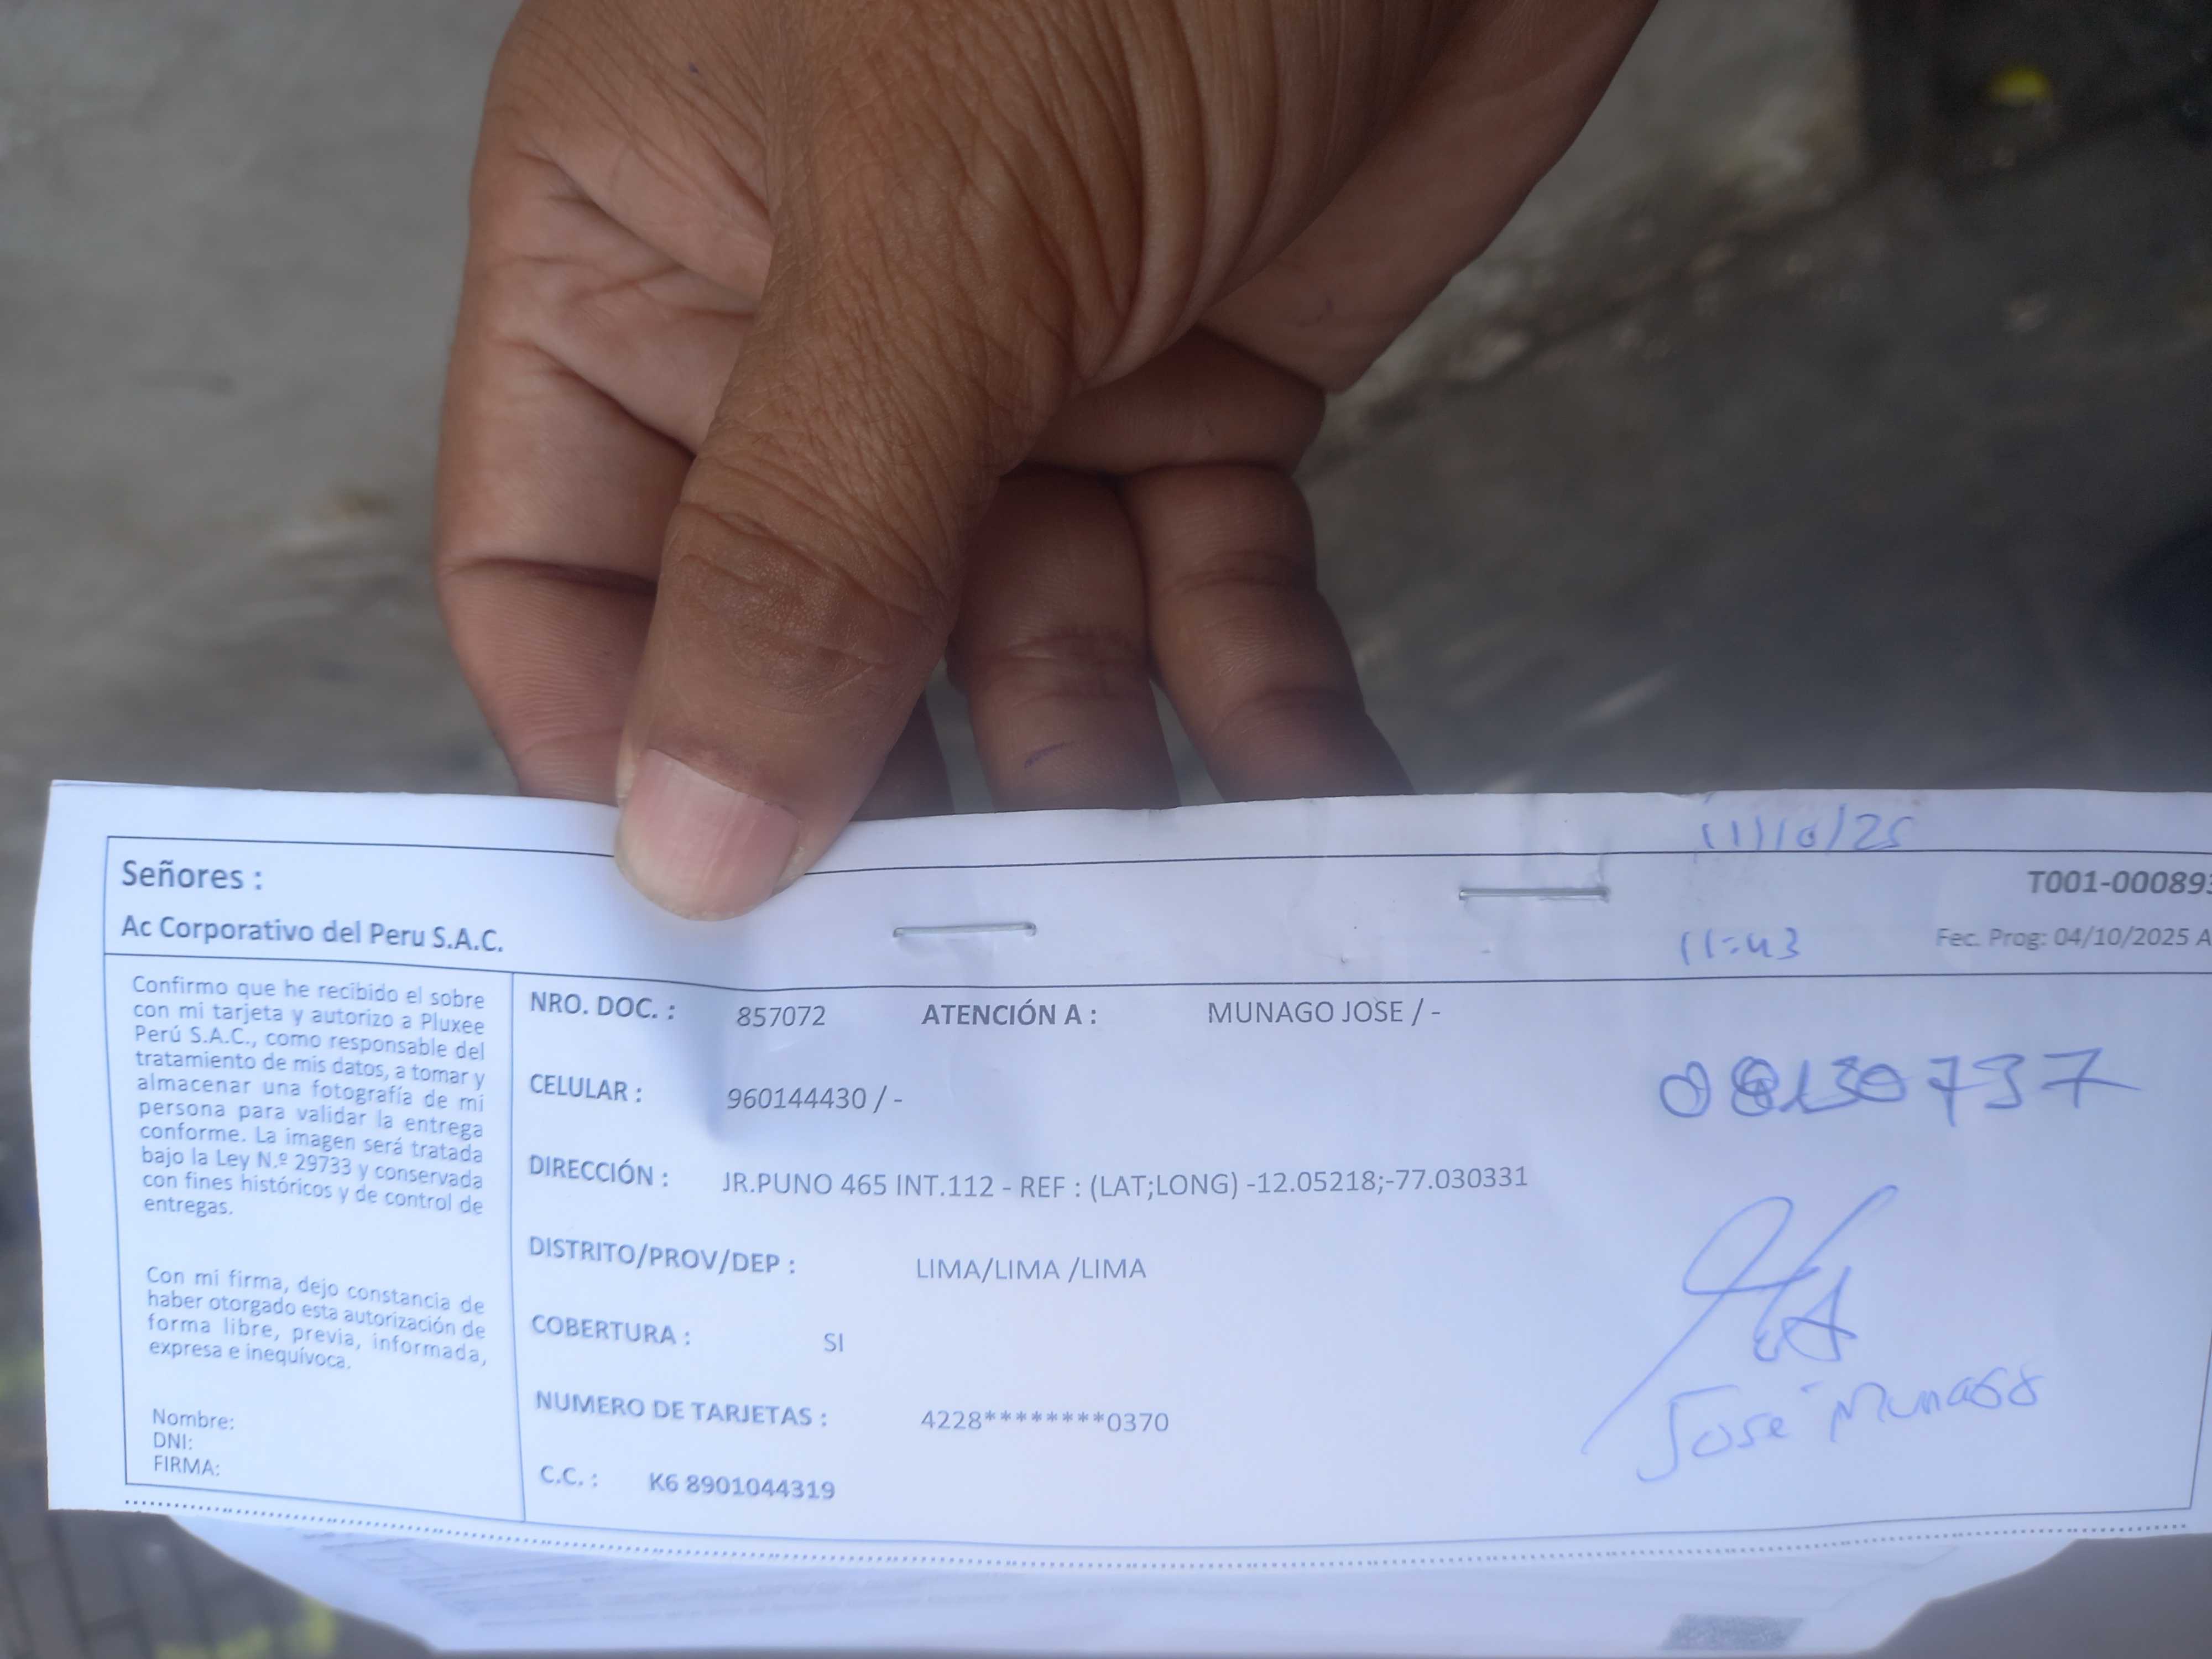 11/10/25
Señores :
T001-00089
Ac Corporativo del Peru S.A.C.
11:43
Fec. Prog: 04/10/2025 A
Confirmo que he recibido el sobre
con mi tarjeta y autorizo a Pluxee
Perú S.A.C., como responsable del
tratamiento de mis datos, a tomar y
almacenar una fotografía de mi
persona para validar la entrega
conforme. La imagen será tratada
bajo la Ley N.º 29733 y conservada
con fines históricos y de control de
entregas.
Con mi firma, dejo constancia de
haber otorgado esta autorización de
forma libre, previa, informada,
expresa e inequívoca.
Nombre:
DNI:
FIRMA:
NRO. DOC. : 857072 ATENCIÓN A : MUNAGO JOSE / -
CELULAR : 960144430 / -
DIRECCIÓN : JR.PUNO 465 INT.112 - REF : (LAT;LONG) -12.05218;-77.030331
DISTRITO/PROV/DEP : LIMA/LIMA /LIMA
COBERTURA : SI
NUMERO DE TARJETAS : 4228********0370
C.C. : K6 8901044319
José